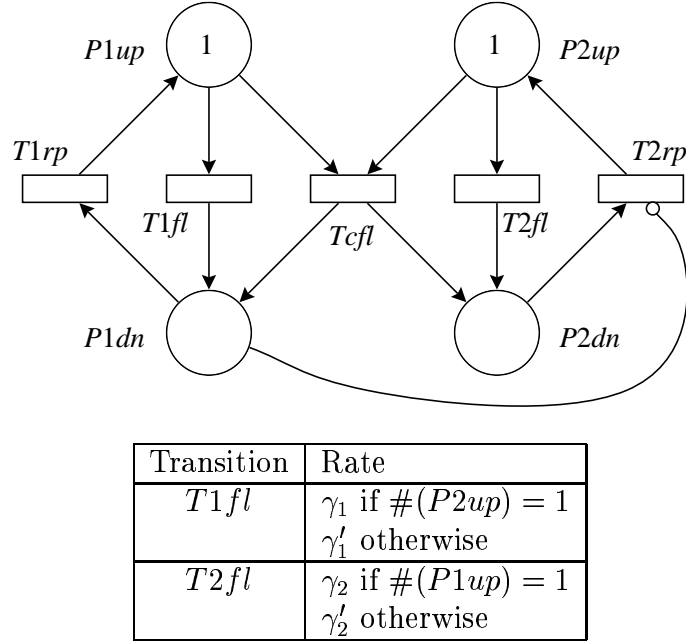 P1up 1 1 P2up
T1rp T2rp
T1fl Tcfl T2fl
P1dn P2dn
Transition Rate
T1fl γ₁ if #(P2up) = 1
γ₁′ otherwise
T2fl γ₂ if #(P1up) = 1
γ₂′ otherwise